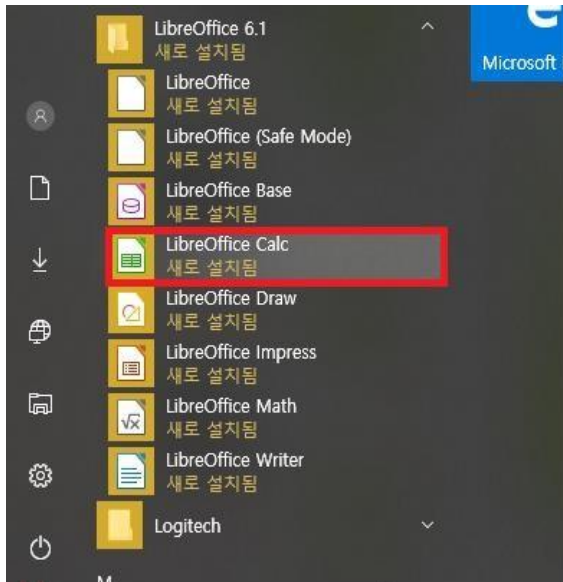 LibreOffice 6.1
새로 설치됨
Microsoft
LibreOffice
새로 설치됨
LibreOffice (Safe Mode)
새로 설치됨
LibreOffice Base
새로 설치됨
LibreOffice Calc
새로 설치됨
LibreOffice Draw
새로 설치됨
LibreOffice Impress
새로 설치됨
LibreOffice Math
새로 설치됨
LibreOffice Writer
새로 설치됨
Logitech
M